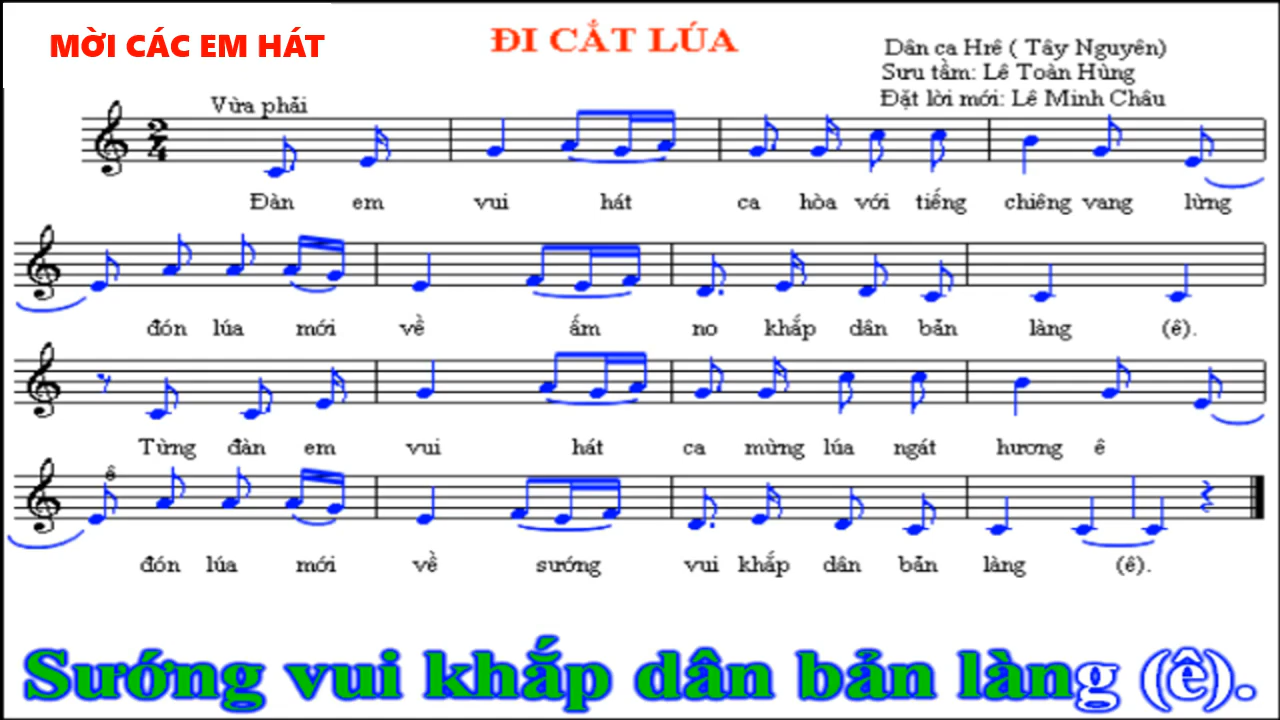 MỜI CÁC EM HÁT
ĐI CẮT LÚA
Dân ca Hrê ( Tây Nguyên)
Sưu tầm: Lê Toàn Hùng
Đặt lời mới: Lê Minh Châu
Vừa phải
2
4
Đàn em vui hát ca hòa với tiếng chiêng vang lừng
đón lúa mới về ấm no khắp dân bản làng (ê).
Từng đàn em vui hát ca mừng lúa ngát hương ê
ê
đón lúa mới về sướng vui khắp dân bản làng (ê).
Sướng vui khắp dân bản làng (ê).